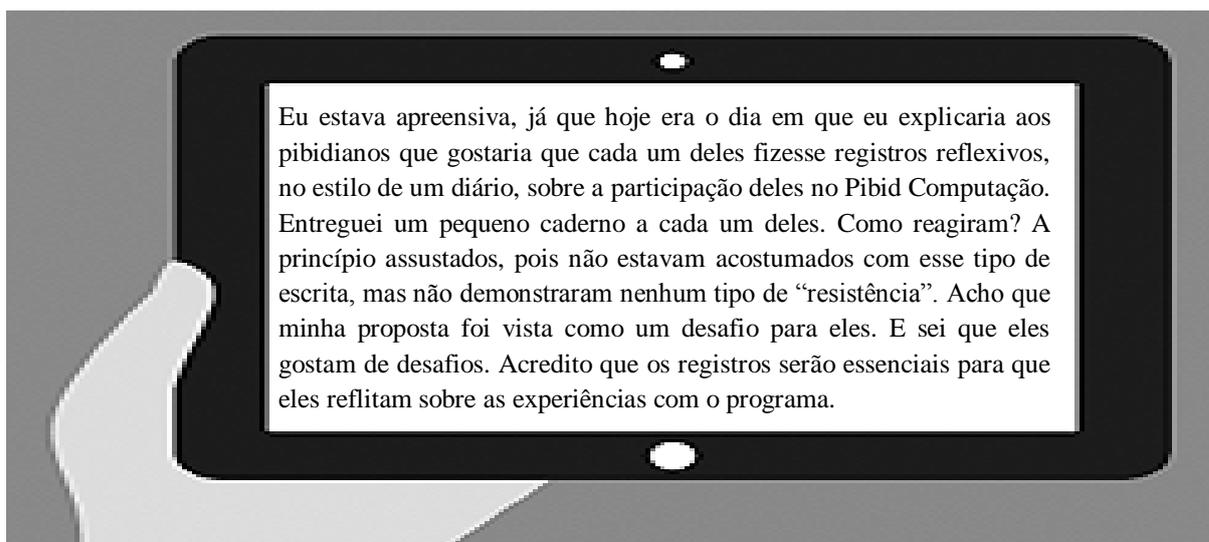 Eu estava apreensiva, já que hoje era o dia em que eu explicaria aos
pibidianos que gostaria que cada um deles fizesse registros reflexivos,
no estilo de um diário, sobre a participação deles no Pibid Computação.
Entreguei um pequeno caderno a cada um deles. Como reagiram? A
princípio assustados, pois não estavam acostumados com esse tipo de
escrita, mas não demonstraram nenhum tipo de “resistência”. Acho que
minha proposta foi vista como um desafio para eles. E sei que eles
gostam de desafios. Acredito que os registros serão essenciais para que
eles reflitam sobre as experiências com o programa.